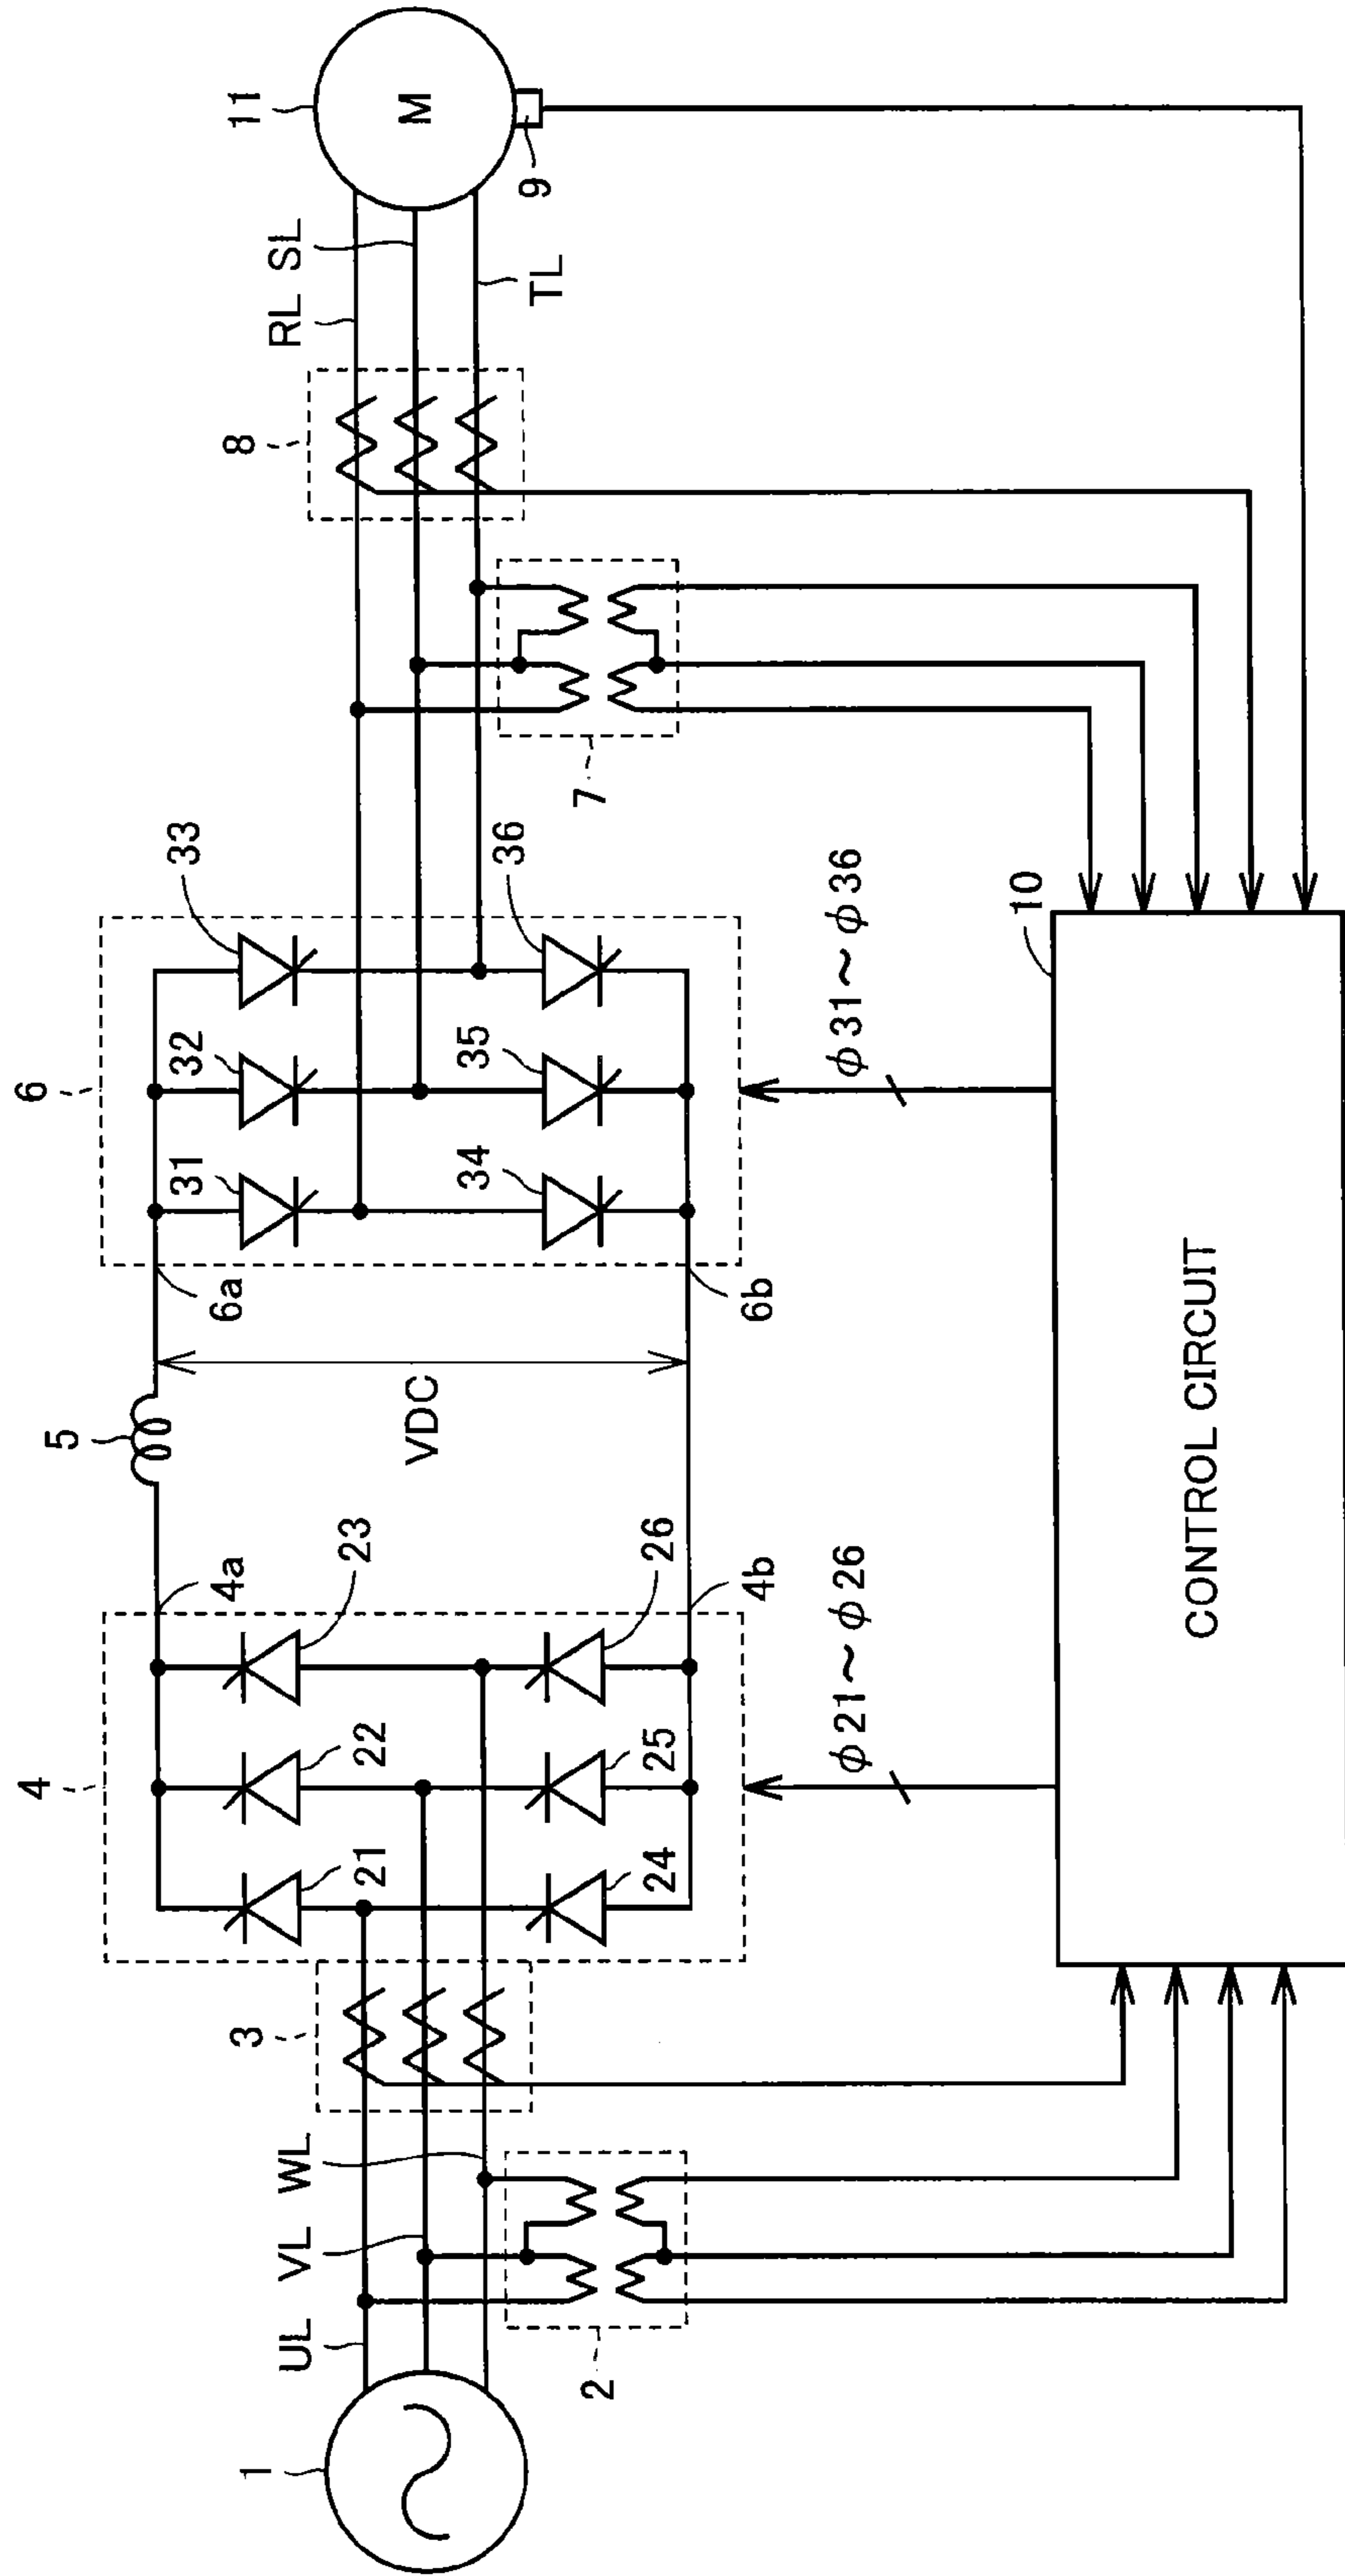 1
UL
VL
WL
2
3
4
21
22
23
24
25
26
4a
4b
5
VDC
6
6a
6b
31
32
33
34
35
36
7
8
RL
SL
TL
11
M
9
φ21~φ26
φ31~φ36
10
CONTROL CIRCUIT